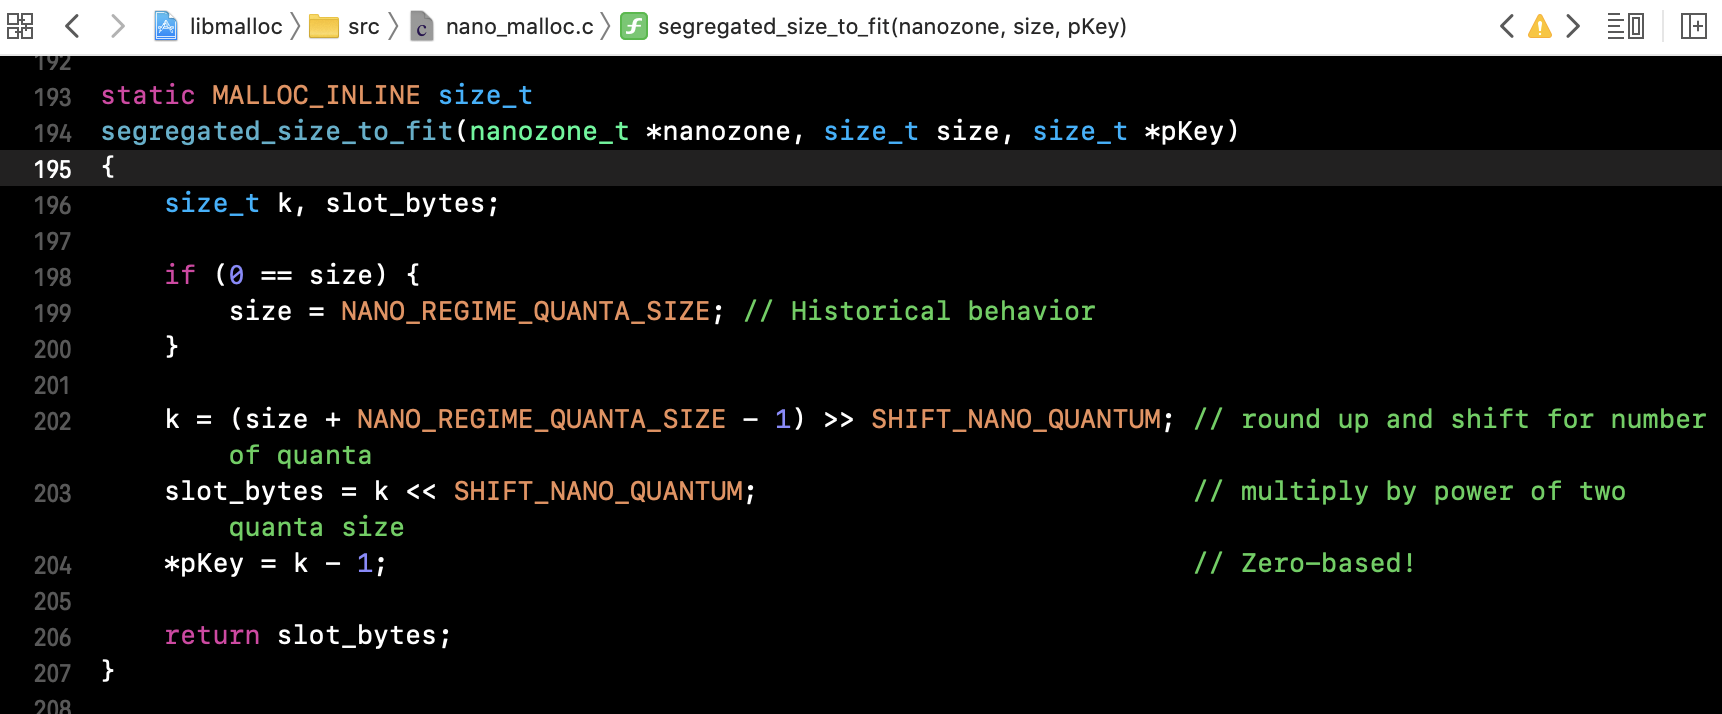 libmalloc src c nano_malloc.c f segregated_size_to_fit(nanozone, size, pKey)
192
193 static MALLOC_INLINE size_t
194 segregated_size_to_fit(nanozone_t *nanozone, size_t size, size_t *pKey)
195 {
196 size_t k, slot_bytes;
197
198 if (0 == size) {
199 size = NANO_REGIME_QUANTA_SIZE; // Historical behavior
200 }
201
202 k = (size + NANO_REGIME_QUANTA_SIZE - 1) >> SHIFT_NANO_QUANTUM; // round up and shift for number
of quanta
203 slot_bytes = k << SHIFT_NANO_QUANTUM; // multiply by power of two
quanta size
204 *pKey = k - 1; // Zero-based!
205
206 return slot_bytes;
207 }
208